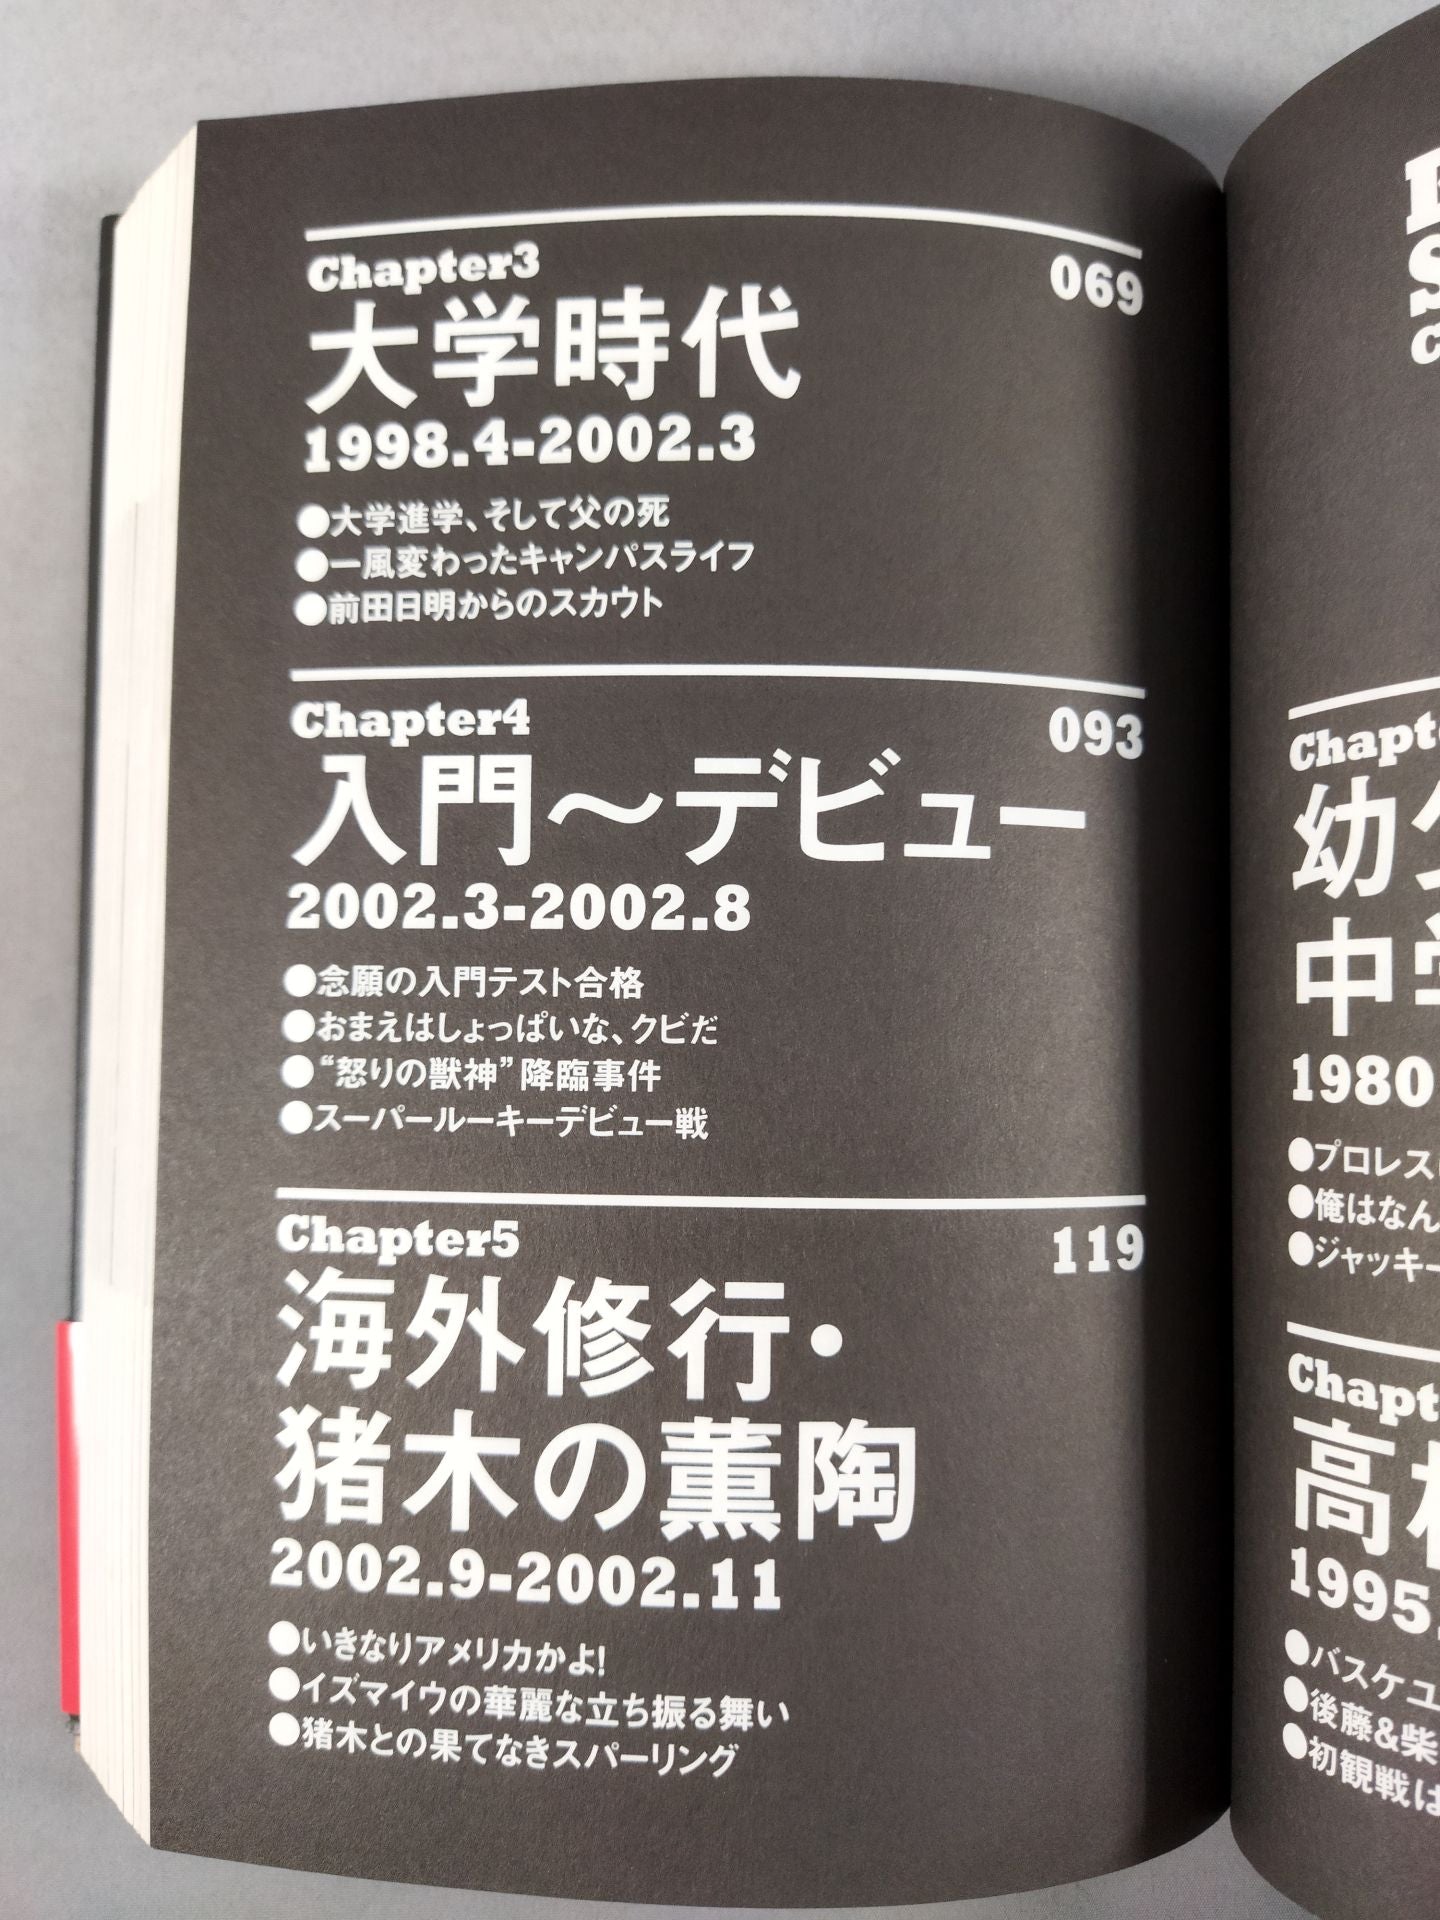 Chapter3
069
大学時代
1998.4-2002.3
●大学進学、そして父の死
●一風変わったキャンパスライフ
●前田日明からのスカウト
Chapter4
093
入門〜デビュー
2002.3-2002.8
●念願の入門テスト合格
●おまえはしょっぱいな、クビだ
●“怒りの獣神”降臨事件
●スーパールーキーデビュー戦
Chapter5
119
海外修行・
猪木の薫陶
2002.9-2002.11
●いきなりアメリカかよ!
●イズマイウの華麗な立ち振る舞い
●猪木との果てなきスパーリング
幼
中
1980
●プロレス
●俺はなん
●ジャッキー
高
1995.
●バスケ
●後藤&柴
●初観戦は